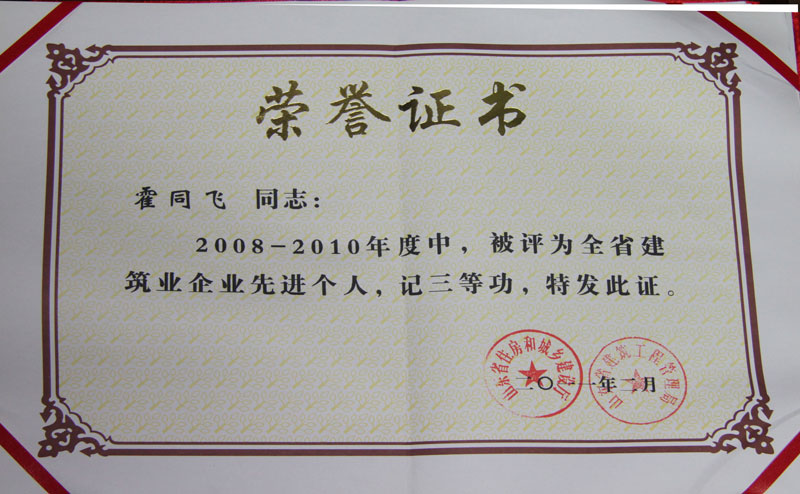 荣誉证书
霍同飞 同志：
2008-2010年度中，被评为全省建
筑业企业先进个人，记三等功，特发此证。
山东省住房和城乡建设厅
山东省建筑工程管理局
二〇一一年二月